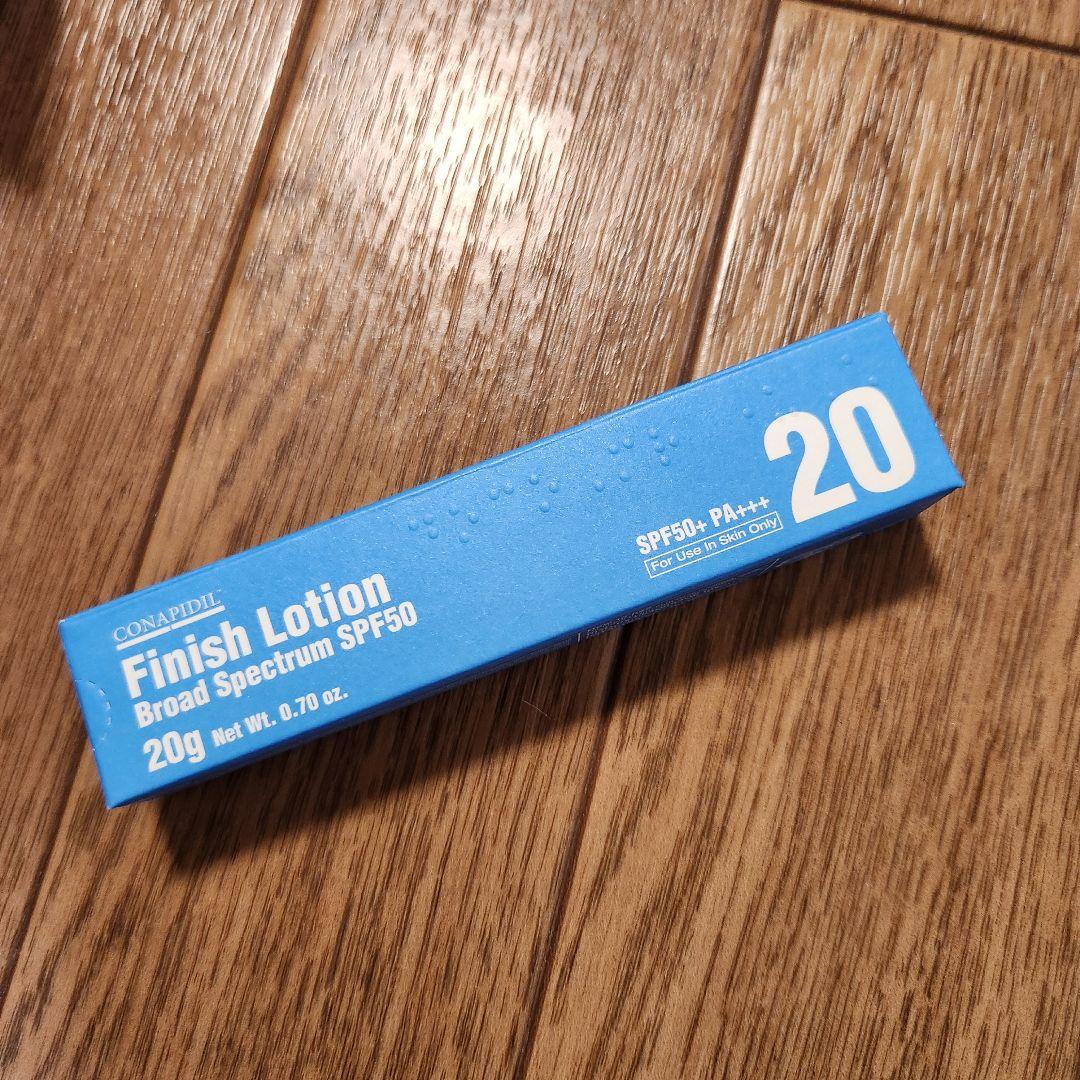 CONAPIDIL™
Finish Lotion
Broad Spectrum SPF50
20g Net Wt. 0.70 oz.
SPF50+ PA+++
For Use In Skin Only
20